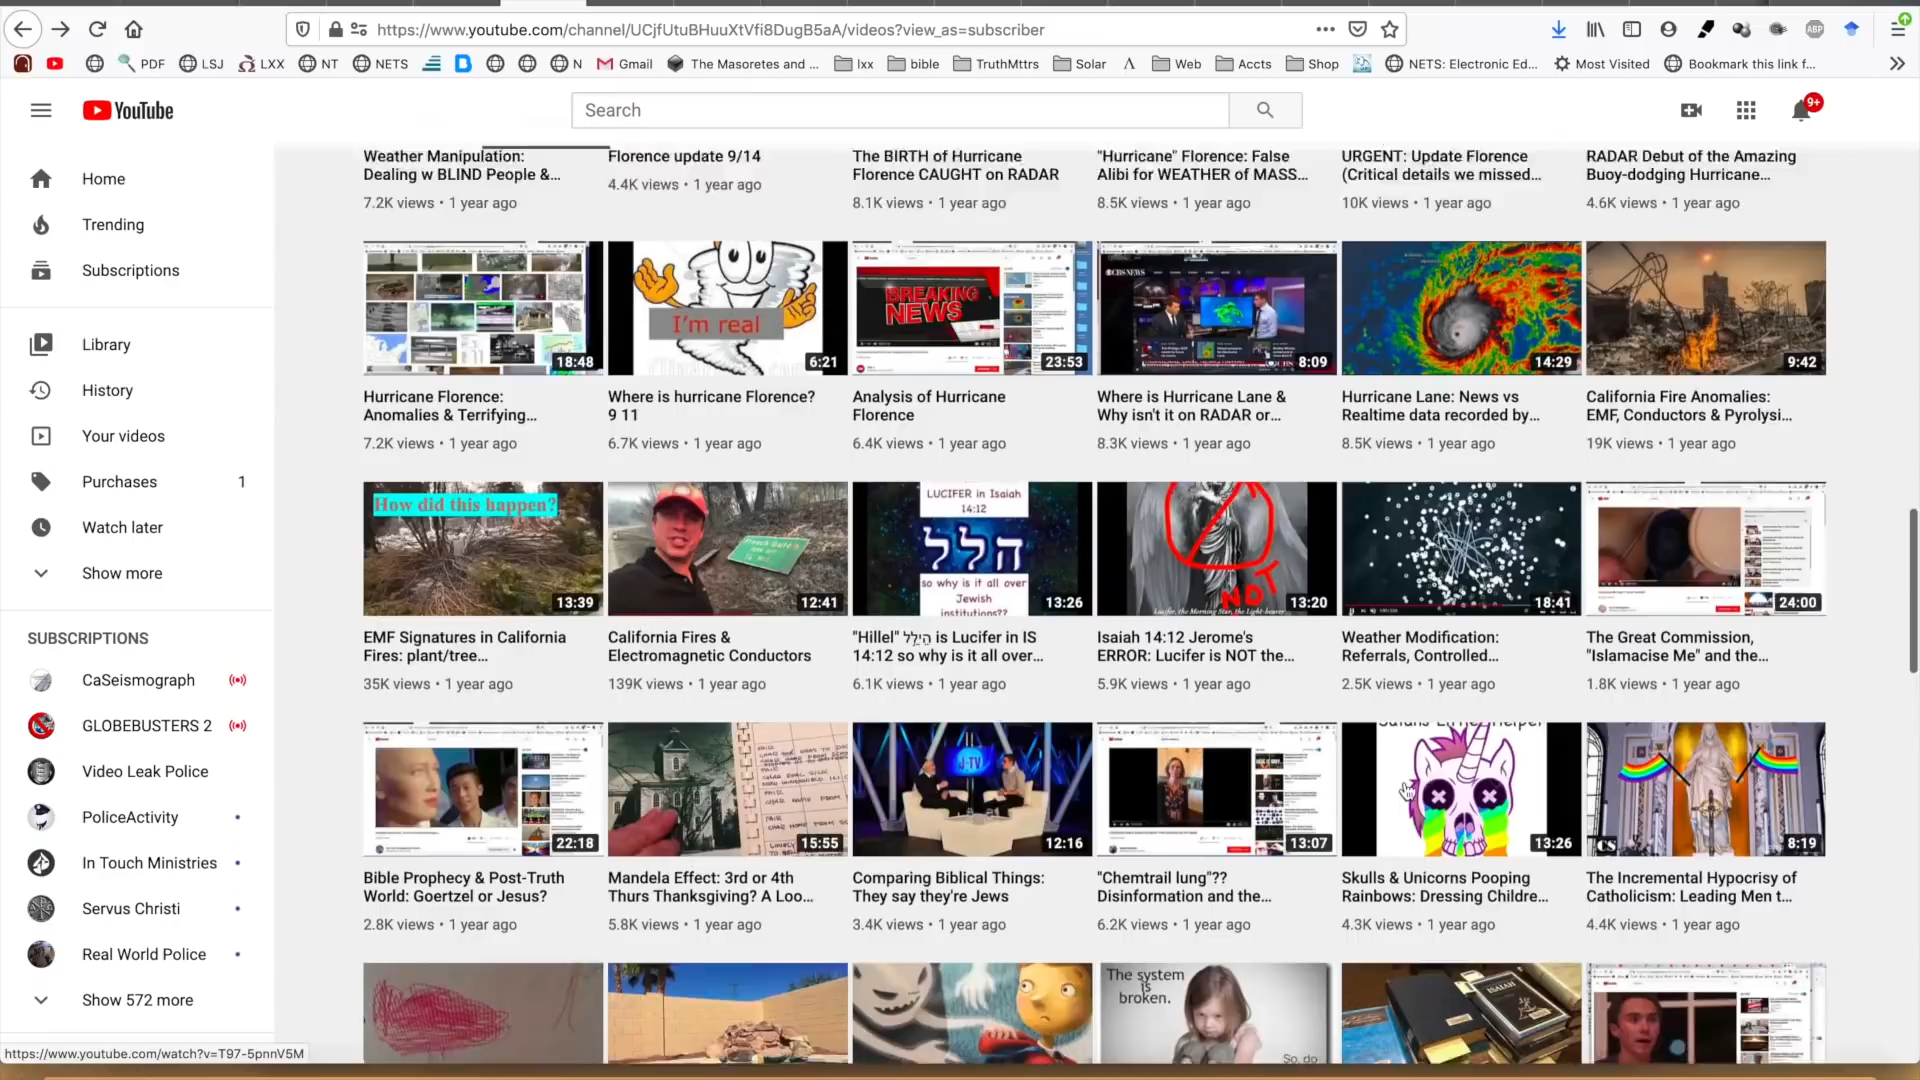 https://www.youtube.com/channel/UCjfUtuBHuuXtVfi8DugB5aA/videos?view_as=subscriber
PDF
LSJ
LXX
NT
NETS
N
Gmail
The Masoretes and ...
lxx
bible
TruthMttrs
Solar
Web
Accts
Shop
NETS: Electronic Ed...
Most Visited
Bookmark this link f...
ABP
YouTube
Search
9+
Home
Trending
Subscriptions
Library
History
Your videos
Purchases 1
Watch later
Show more
SUBSCRIPTIONS
CaSeismograph
GLOBEBUSTERS 2
Video Leak Police
PoliceActivity
In Touch Ministries
Servus Christi
Real World Police
Show 572 more
https://www.youtube.com/watch?v=T97-5pnnV5M
Weather Manipulation:
Dealing w BLIND People &...
7.2K views • 1 year ago
Florence update 9/14
4.4K views • 1 year ago
The BIRTH of Hurricane
Florence CAUGHT on RADAR
8.1K views • 1 year ago
"Hurricane" Florence: False
Alibi for WEATHER of MASS...
8.5K views • 1 year ago
URGENT: Update Florence
(Critical details we missed...
10K views • 1 year ago
RADAR Debut of the Amazing
Buoy-dodging Hurricane...
4.6K views • 1 year ago
18:48
Hurricane Florence:
Anomalies & Terrifying...
7.2K views • 1 year ago
I'm real
6:21
Where is hurricane Florence?
9 11
6.7K views • 1 year ago
BREAKING
NEWS
23:53
Analysis of Hurricane
Florence
6.4K views • 1 year ago
CBS NEWS
8:09
Where is Hurricane Lane &
Why isn't it on RADAR or...
8.3K views • 1 year ago
14:29
Hurricane Lane: News vs
Realtime data recorded by...
8.5K views • 1 year ago
9:42
California Fire Anomalies:
EMF, Conductors & Pyrolysi...
19K views • 1 year ago
How did this happen?
13:39
EMF Signatures in California
Fires: plant/tree...
35K views • 1 year ago
12:41
California Fires &
Electromagnetic Conductors
139K views • 1 year ago
LUCIFER in Isaiah
14:12
הלל
so why is it all over
Jewish
institutions??
13:26
"Hillel" הֵילֵל is Lucifer in IS
14:12 so why is it all over...
6.1K views • 1 year ago
NOT
Lucifer, the Morning Star, the Light-bearer
13:20
Isaiah 14:12 Jerome's
ERROR: Lucifer is NOT the...
5.9K views • 1 year ago
18:41
Weather Modification:
Referrals, Controlled...
2.5K views • 1 year ago
24:00
The Great Commission,
"Islamacise Me" and the...
1.8K views • 1 year ago
22:18
Bible Prophecy & Post-Truth
World: Goertzel or Jesus?
2.8K views • 1 year ago
15:55
Mandela Effect: 3rd or 4th
Thurs Thanksgiving? A Loo...
5.8K views • 1 year ago
J-TV
12:16
Comparing Biblical Things:
They say they're Jews
3.4K views • 1 year ago
13:07
"Chemtrail lung"??
Disinformation and the...
6.2K views • 1 year ago
13:26
Skulls & Unicorns Pooping
Rainbows: Dressing Childre...
4.3K views • 1 year ago
CS
8:19
The Incremental Hypocrisy of
Catholicism: Leading Men t...
4.4K views • 1 year ago
The system
is
broken.
So, do
ISAIAH